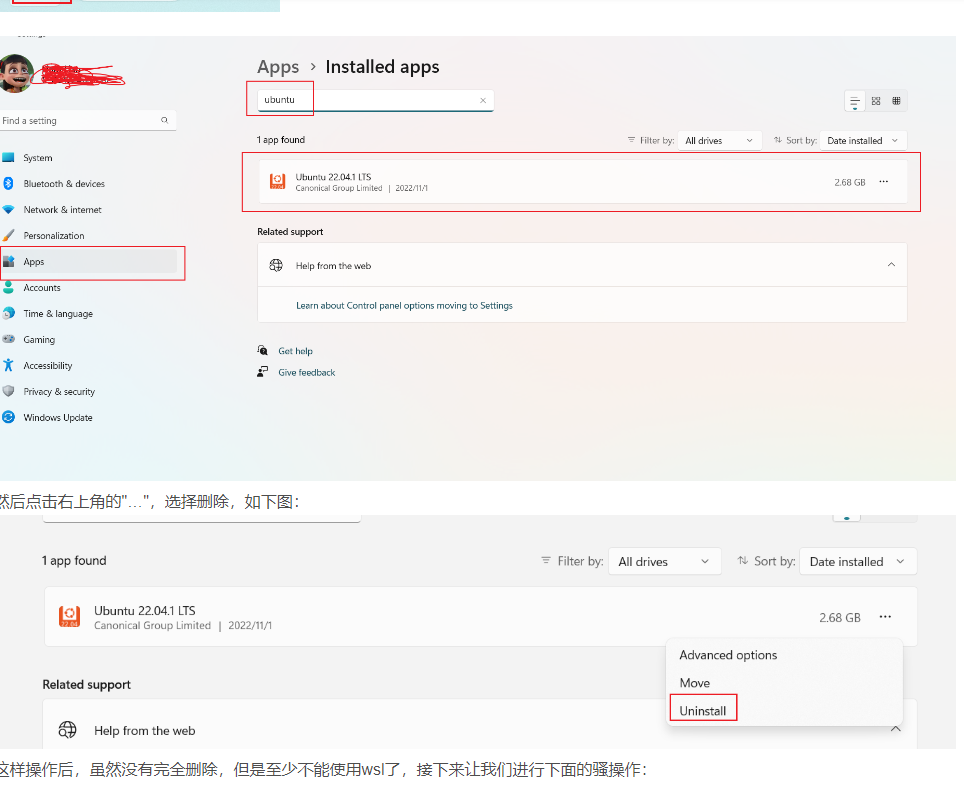 Apps > Installed apps
ubuntu
Find a setting
1 app found
Filter by: All drives
Sort by: Date installed
System
Ubuntu 22.04.1 LTS
Canonical Group Limited | 2022/11/1
2.68 GB ...
Bluetooth & devices
Network & internet
Personalization
Related support
Apps
Help from the web
Accounts
Learn about Control panel options moving to Settings
Time & language
Gaming
Get help
Accessibility
Give feedback
Privacy & security
Windows Update
然后点击右上角的"..."，选择删除，如下图：
1 app found
Filter by: All drives
Sort by: Date installed
Ubuntu 22.04.1 LTS
Canonical Group Limited | 2022/11/1
2.68 GB ...
Advanced options
Move
Uninstall
Related support
Help from the web
这样操作后，虽然没有完全删除，但是至少不能使用wsl了，接下来让我们进行下面的骚操作：